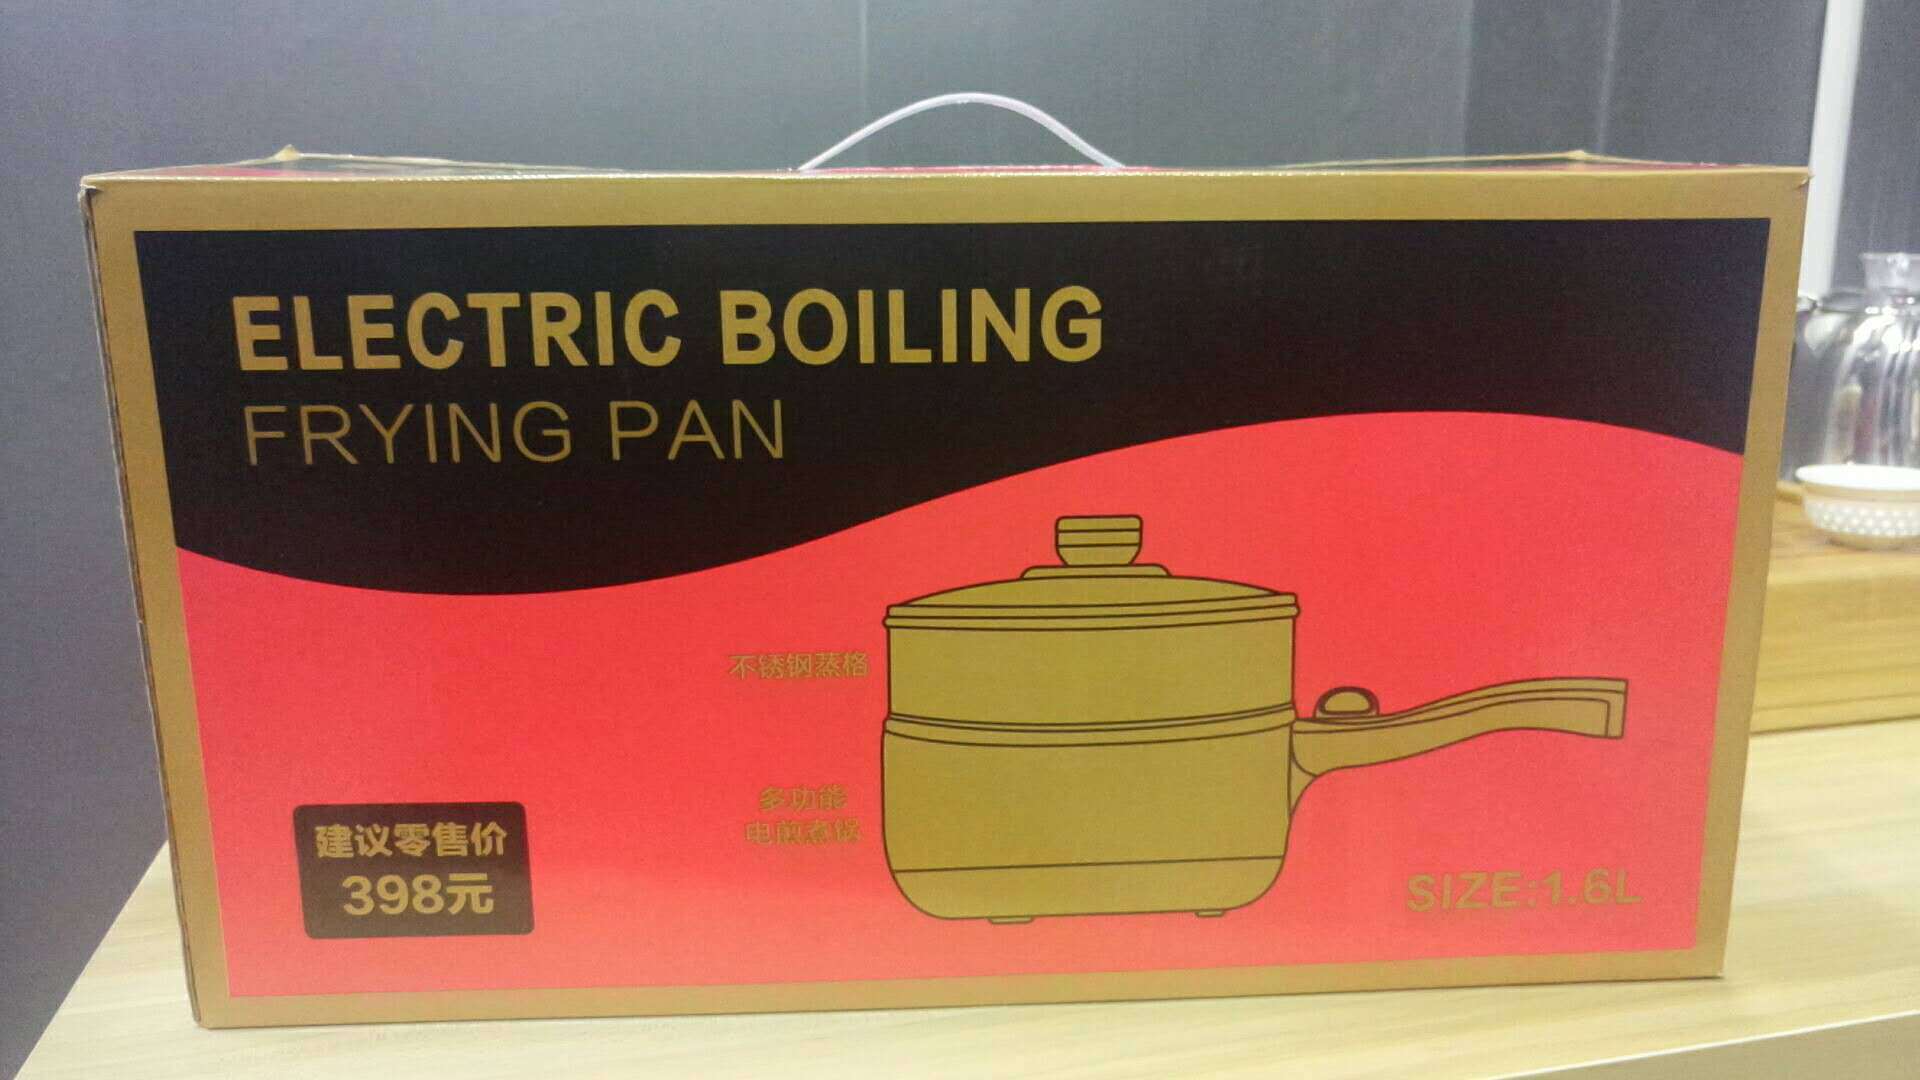 ELECTRIC BOILING
FRYING PAN
不锈钢蒸格
多功能
电煎煮锅
建议零售价
398元
SIZE:1.6L